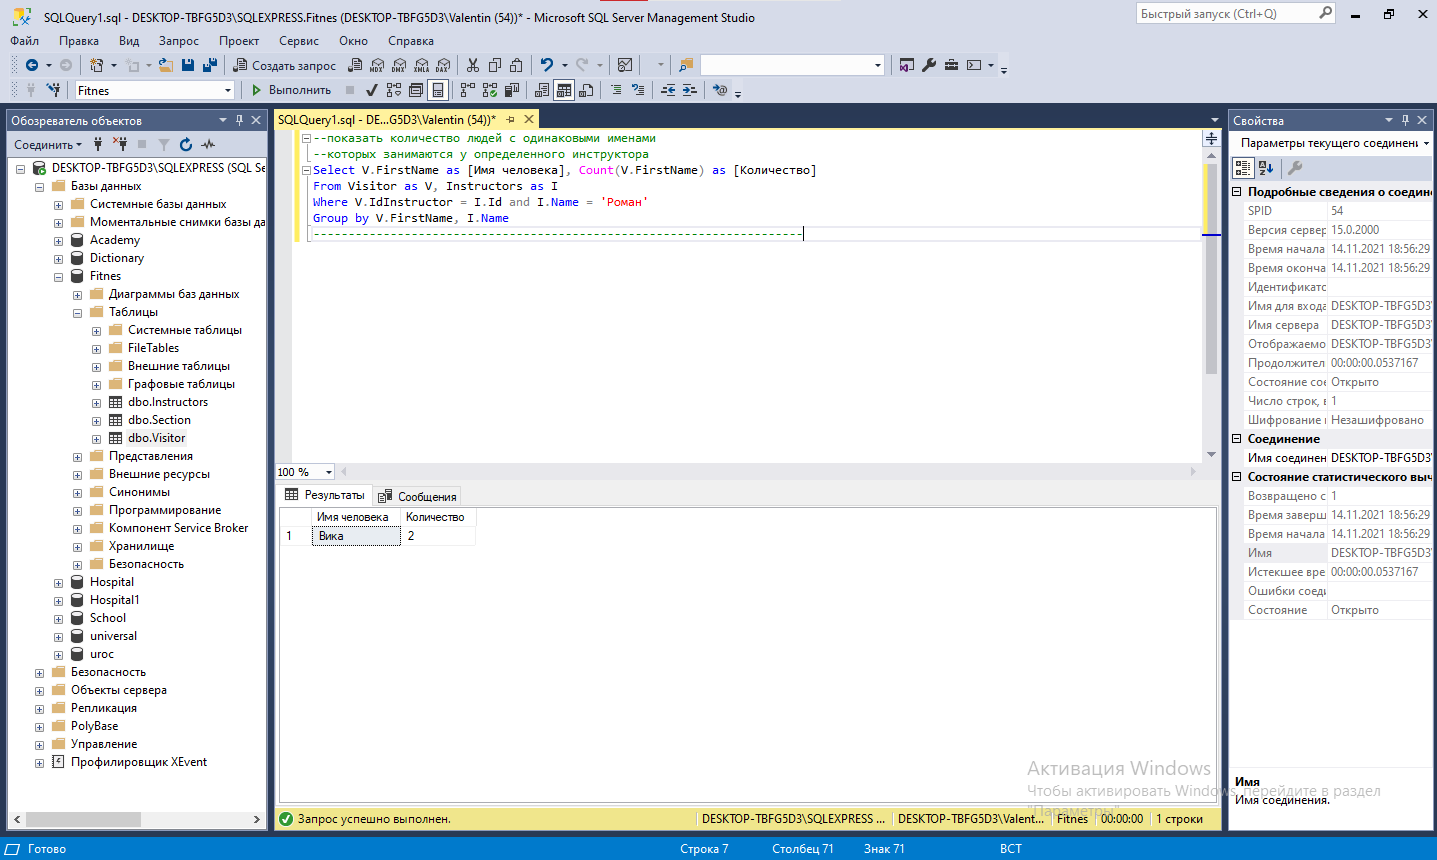 SQLQuery1.sql - DESKTOP-TBFG5D3\SQLEXPRESS.Fitnes (DESKTOP-TBFG5D3\Valentin (54))* - Microsoft SQL Server Management Studio
Быстрый запуск (Ctrl+Q)
Файл Правка Вид Запрос Проект Сервис Окно Справка
Создать запрос
MDX DMX XMLA DAX
Fitnes
Выполнить
Обозреватель объектов
Соединить
DESKTOP-TBFG5D3\SQLEXPRESS (SQL Se
Базы данных
Системные базы данных
Моментальные снимки базы да
Academy
Dictionary
Fitnes
Диаграммы баз данных
Таблицы
Системные таблицы
FileTables
Внешние таблицы
Графовые таблицы
dbo.Instructors
dbo.Section
dbo.Visitor
Представления
Внешние ресурсы
Синонимы
Программирование
Компонент Service Broker
Хранилище
Безопасность
Hospital
Hospital1
School
universal
uroc
Безопасность
Объекты сервера
Репликация
PolyBase
Управление
Профилировщик XEvent
SQLQuery1.sql - DE...G5D3\Valentin (54))*
--показать количество людей с одинаковыми именами
--которых занимаются у определенного инструктора
Select V.FirstName as [Имя человека], Count(V.FirstName) as [Количество]
From Visitor as V, Instructors as I
Where V.IdInstructor = I.Id and I.Name = 'Роман'
Group by V.FirstName, I.Name
----------------------------------------------------------------------
100 %
Результаты Сообщения
Имя человека Количество
1 Вика 2
Запрос успешно выполнен.
DESKTOP-TBFG5D3\SQLEXPRESS ... DESKTOP-TBFG5D3\Valent... Fitnes 00:00:00 1 строки
Свойства
Параметры текущего соединени
Подробные сведения о соедине
SPID 54
Версия сервер 15.0.2000
Время начала 14.11.2021 18:56:29
Время оконча 14.11.2021 18:56:29
Идентификатс
Имя для входа DESKTOP-TBFG5D3\
Имя сервера DESKTOP-TBFG5D3\
Отображаемо DESKTOP-TBFG5D3\
Продолжител 00:00:00.0537167
Состояние сое Открыто
Число строк, в 1
Шифрование Незашифровано
Соединение
Имя соединен DESKTOP-TBFG5D3\
Состояние статистического выч
Возвращено с 1
Время заверш 14.11.2021 18:56:29
Время начала 14.11.2021 18:56:29
Имя DESKTOP-TBFG5D3\
Истекшее вре 00:00:00.0537167
Ошибки соеди
Состояние Открыто
Имя
Имя соединения.
Активация Windows
Чтобы активировать Windows, перейдите в раздел
"Параметры".
Готово Строка 7 Столбец 71 Знак 71 ВСТ